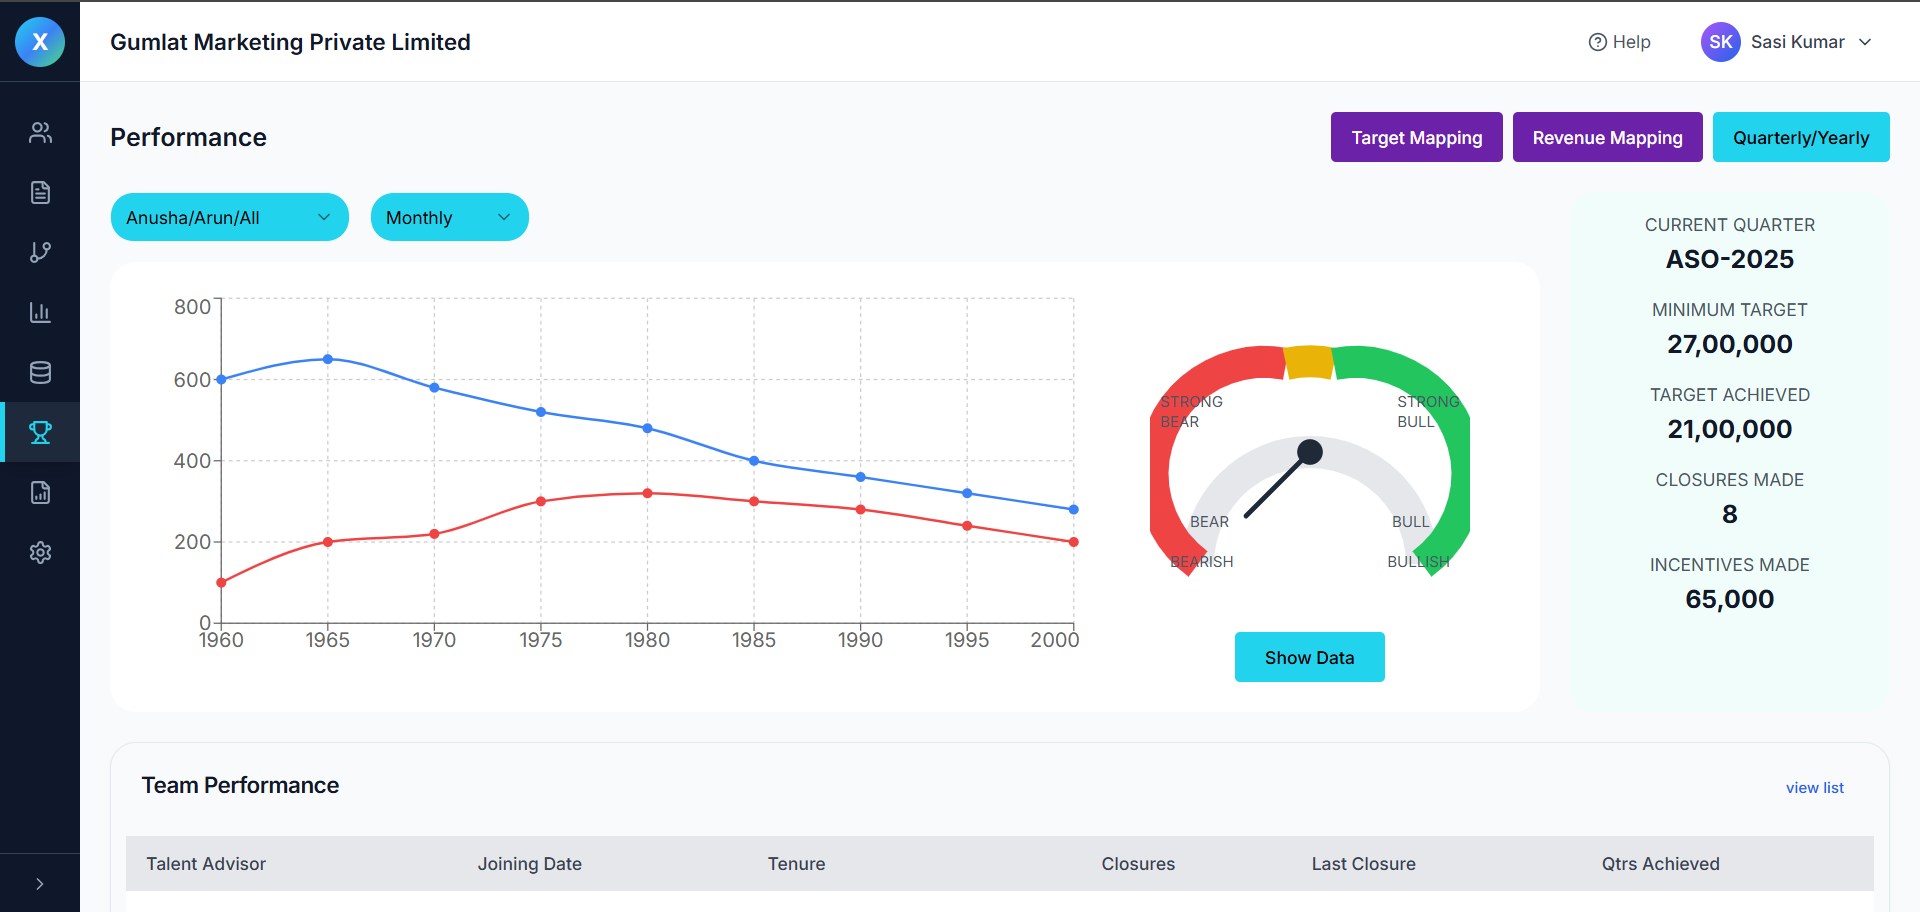 X
Gumlat Marketing Private Limited
Help
SK
Sasi Kumar
Performance
Target Mapping
Revenue Mapping
Quarterly/Yearly
Anusha/Arun/All
Monthly
800
600
400
200
0
1960
1965
1970
1975
1980
1985
1990
1995
2000
STRONG
BEAR
STRONG
BULL
BEAR
BULL
BEARISH
BULLISH
Show Data
CURRENT QUARTER
ASO-2025
MINIMUM TARGET
27,00,000
TARGET ACHIEVED
21,00,000
CLOSURES MADE
8
INCENTIVES MADE
65,000
Team Performance
view list
Talent Advisor
Joining Date
Tenure
Closures
Last Closure
Qtrs Achieved